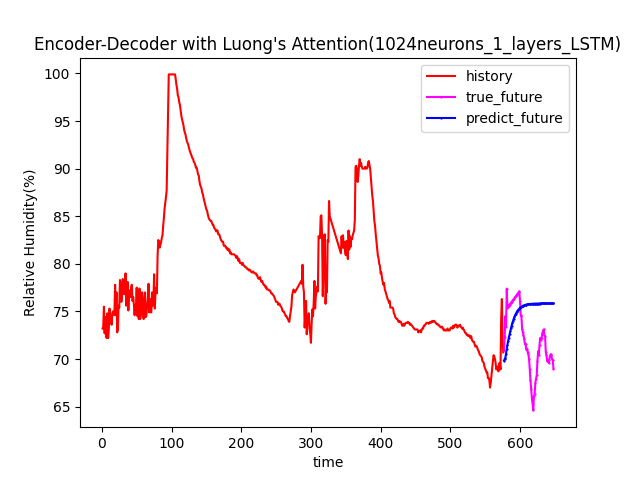 Encoder-Decoder with Luong's Attention(1024neurons_1_layers_LSTM)
history
true_future
predict_future
Relative Humidity(%)
100
95
90
85
80
75
70
65
0 100 200 300 400 500 600
time